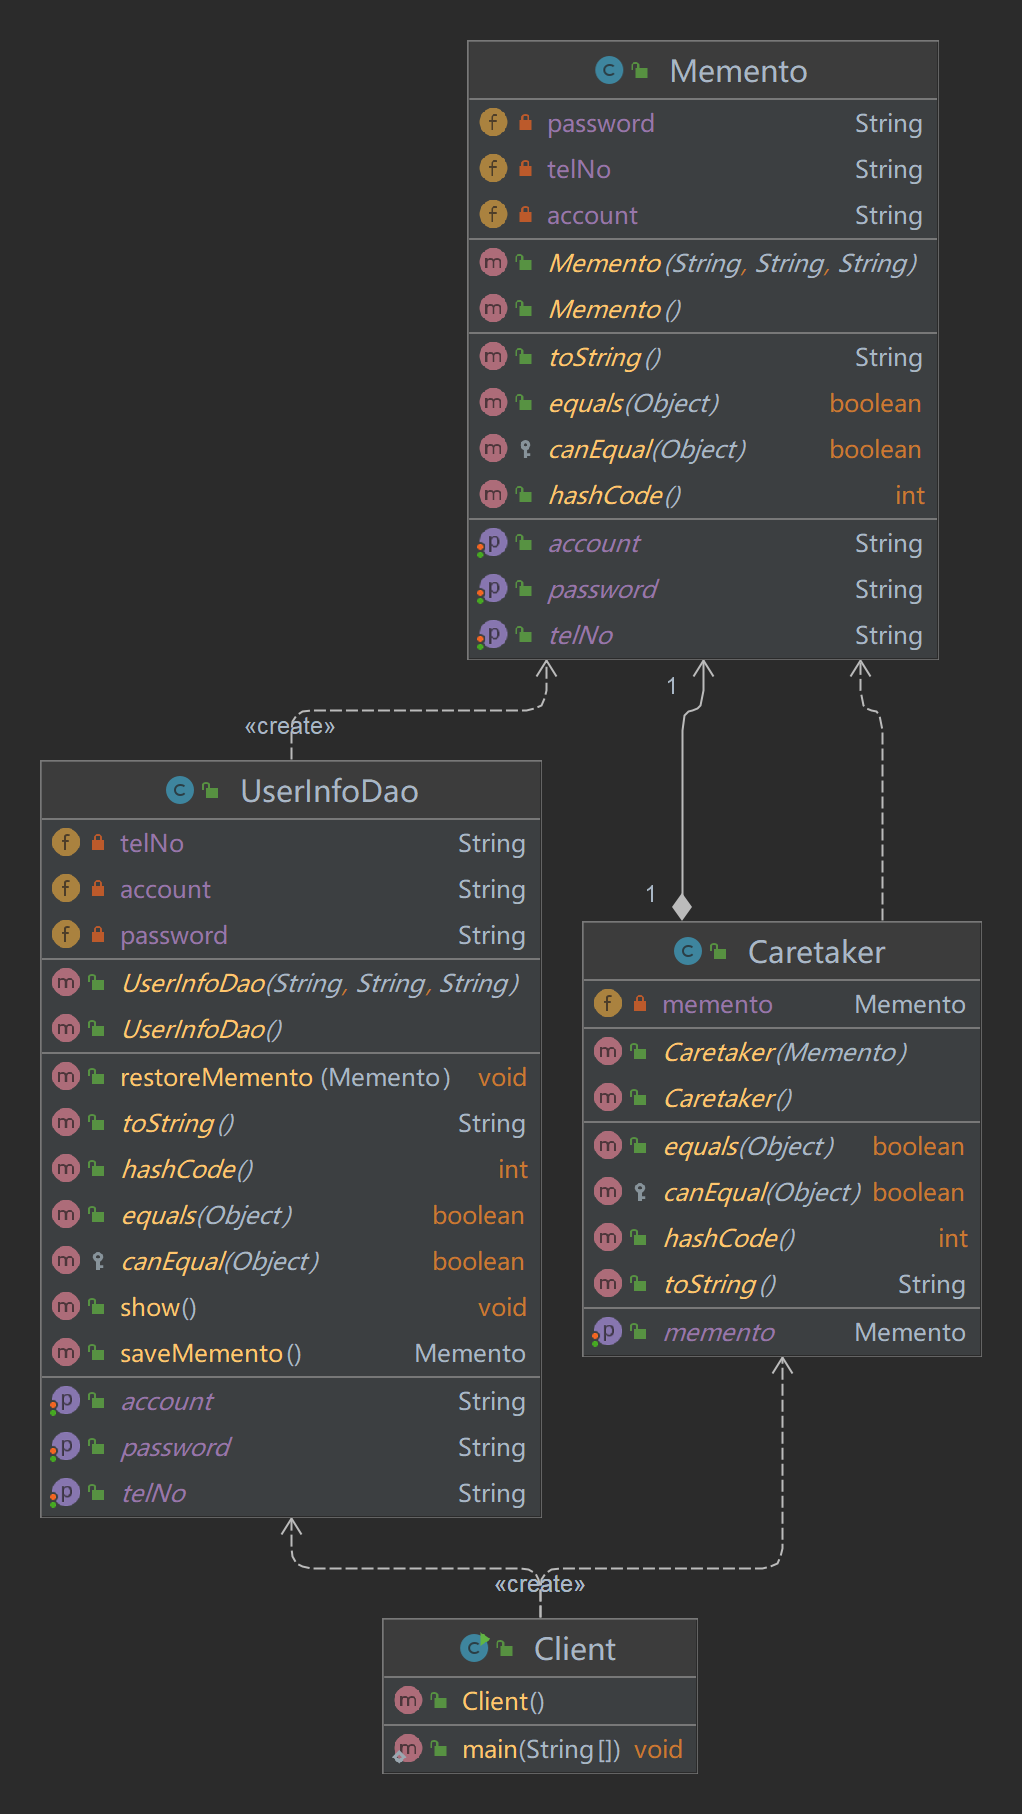 Memento
password String
telNo String
account String
Memento(String, String, String)
Memento()
toString() String
equals(Object) boolean
canEqual(Object) boolean
hashCode() int
account String
password String
telNo String
1
«create»
1
UserInfoDao
telNo String
account String
password String
UserInfoDao(String, String, String)
UserInfoDao()
restoreMemento(Memento) void
toString() String
hashCode() int
equals(Object) boolean
canEqual(Object) boolean
show() void
saveMemento() Memento
account String
password String
telNo String
Caretaker
memento Memento
Caretaker(Memento)
Caretaker()
equals(Object) boolean
canEqual(Object) boolean
hashCode() int
toString() String
memento Memento
«create»
Client
Client()
main(String[]) void